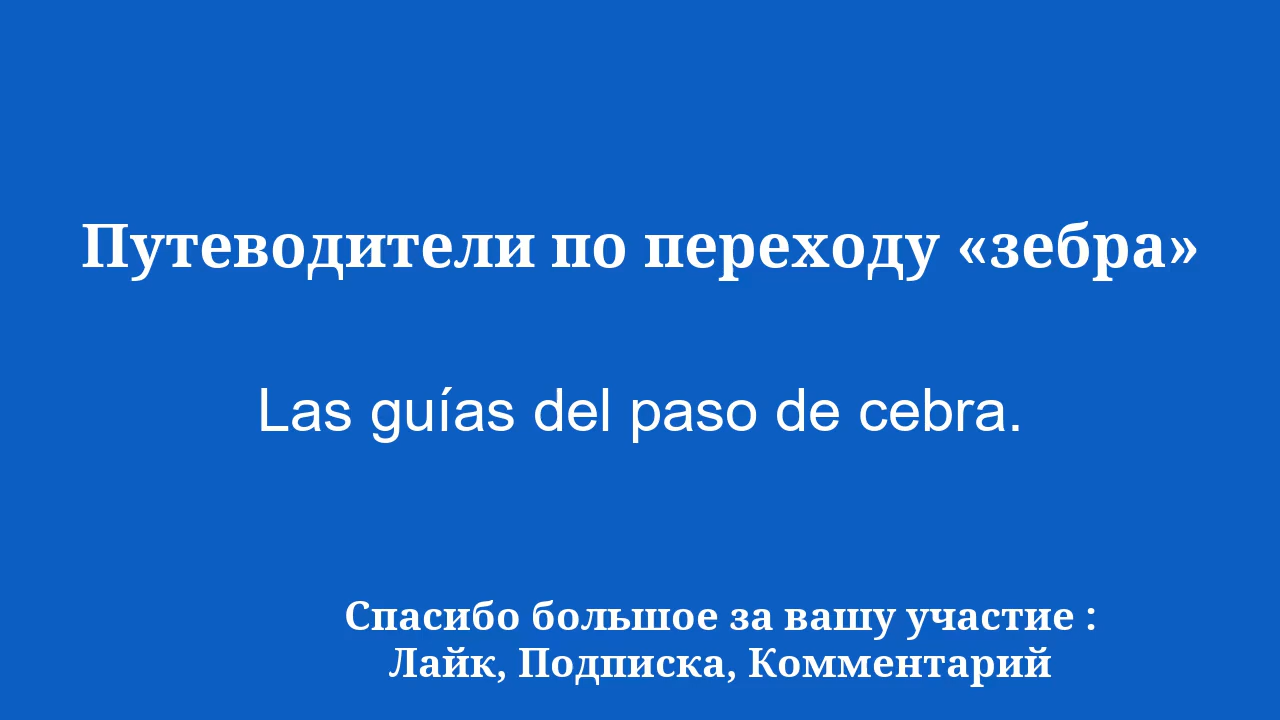 Путеводители по переходу «зебра»
Las guías del paso de cebra.
Спасибо большое за вашу участие :
Лайк, Подписка, Комментарий